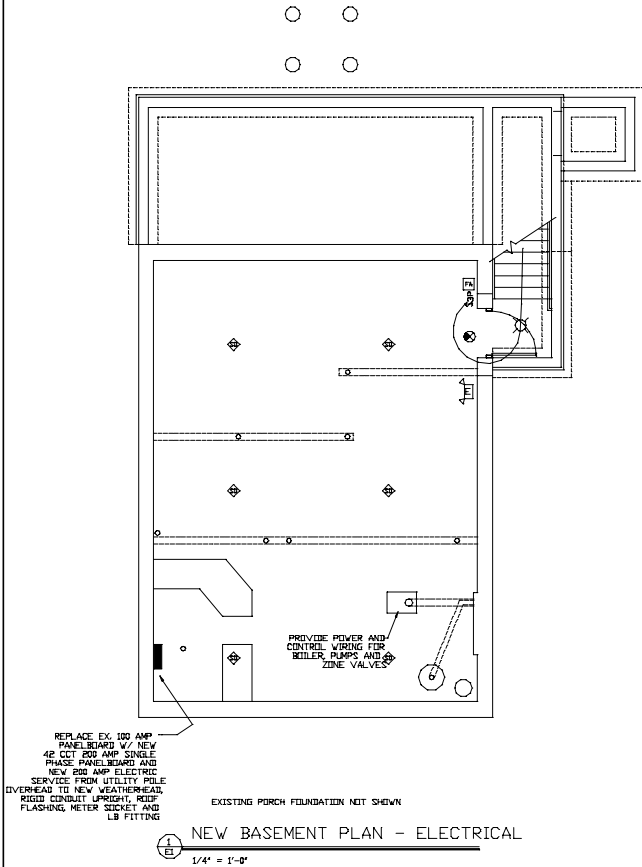 FA
S3P
E
PROVIDE POWER AND
CONTROL WIRING FOR
BOILER, PUMPS AND
ZONE VALVES
REPLACE EX. 100 AMP
PANELBOARD W/ NEW
42 CCT 200 AMP SINGLE
PHASE PANELBOARD AND
NEW 200 AMP ELECTRIC
SERVICE FROM UTILITY POLE
OVERHEAD TO NEW WEATHERHEAD,
RIGID CONDUIT UPRIGHT, ROOF
FLASHING, METER SOCKET AND
LB FITTING
EXISTING PORCH FOUNDATION NOT SHOWN
1
E1
NEW BASEMENT PLAN - ELECTRICAL
1/4" = 1'-0"